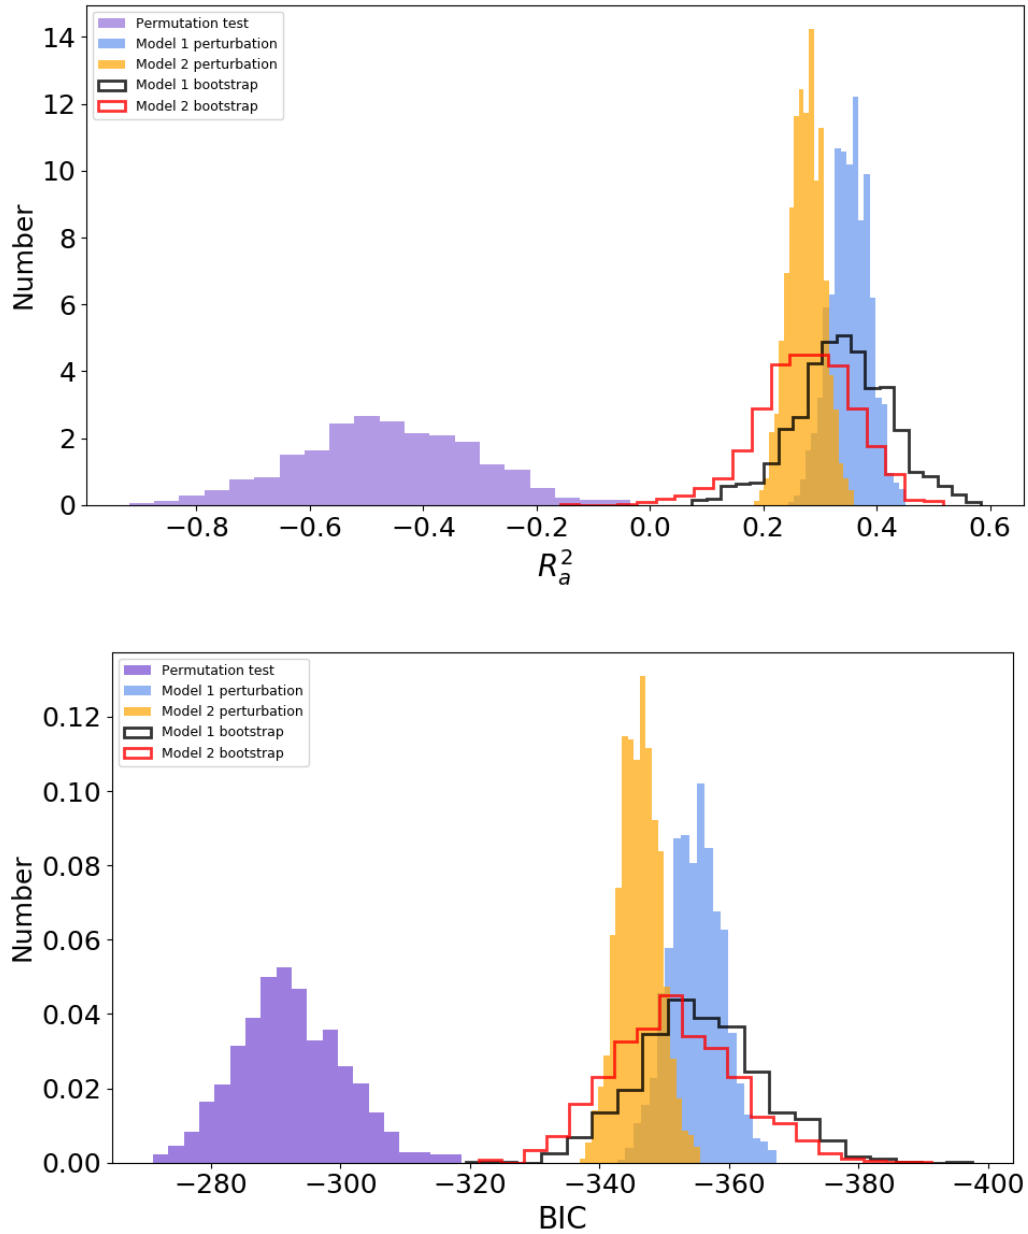 Permutation test
Model 1 perturbation
Model 2 perturbation
Model 1 bootstrap
Model 2 bootstrap
Number
14
12
10
8
6
4
2
0
−0.8 −0.6 −0.4 −0.2 0.0 0.2 0.4 0.6
R²ₐ
Permutation test
Model 1 perturbation
Model 2 perturbation
Model 1 bootstrap
Model 2 bootstrap
Number
0.12
0.10
0.08
0.06
0.04
0.02
0.00
−280 −300 −320 −340 −360 −380 −400
BIC